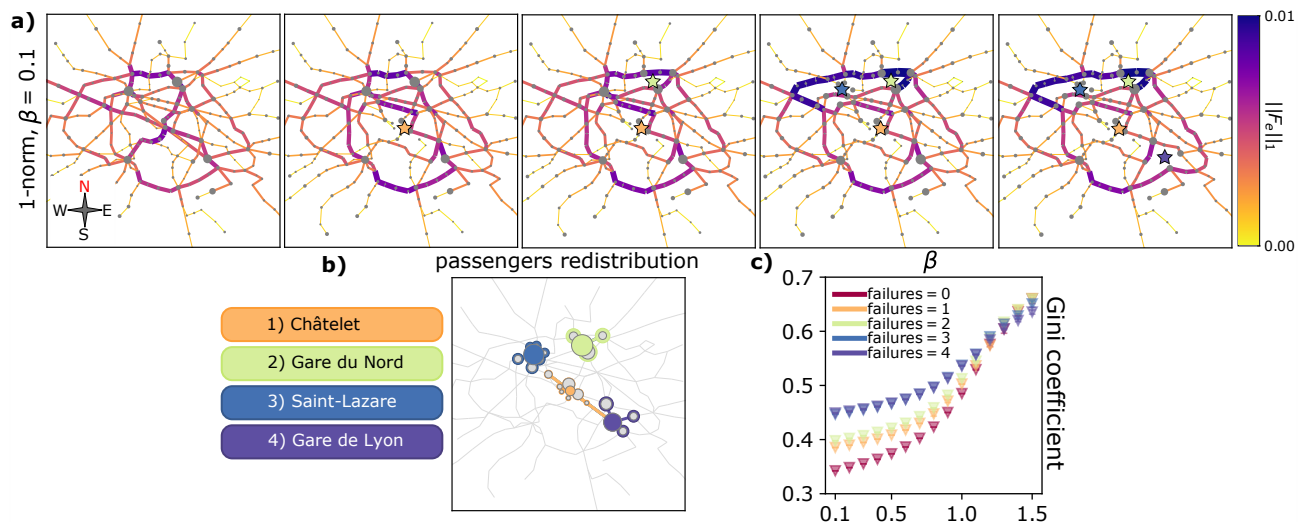 a)
1-norm, β = 0.1
N
W E
S
0.01
||F_e||_1
0.00
b)
passengers redistribution
1) Châtelet
2) Gare du Nord
3) Saint-Lazare
4) Gare de Lyon
c)
β
0.7
0.6
0.5
0.4
0.3
failures = 0
failures = 1
failures = 2
failures = 3
failures = 4
Gini coefficient
0.1 0.5 1.0 1.5